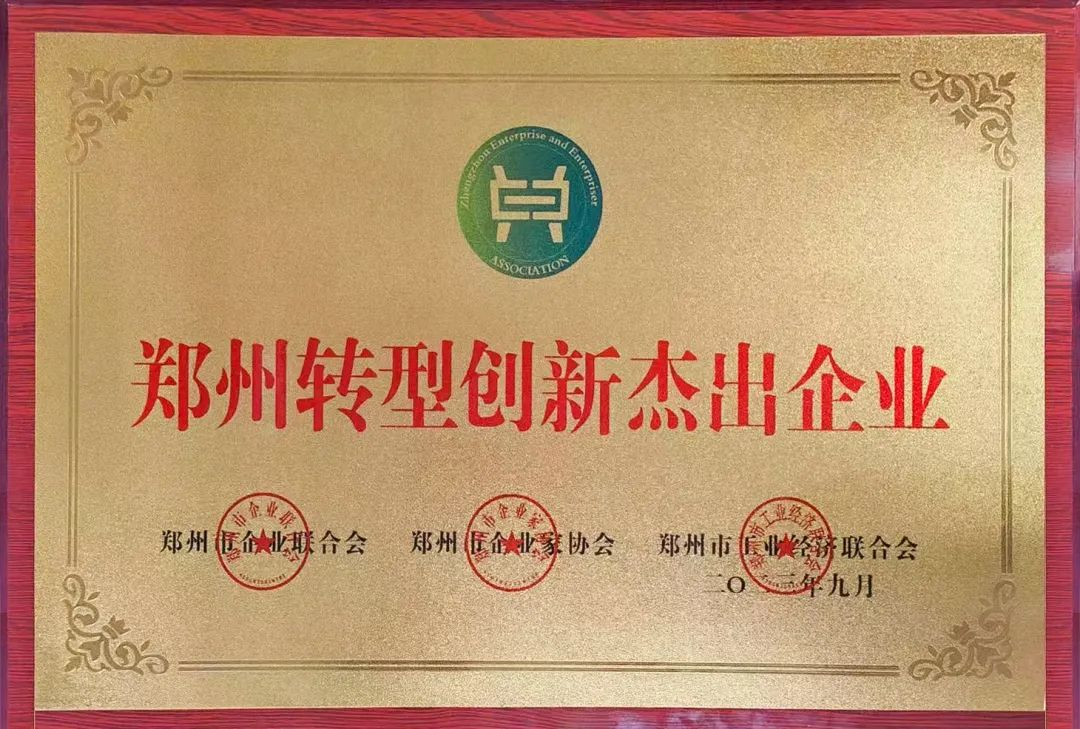 Zhengzhou Enterprise and Enterpriser
ASSOCIATION
郑州转型创新杰出企业
郑州市企业联合会 郑州市企业家协会 郑州市工业经济联合会
二〇 三年九月